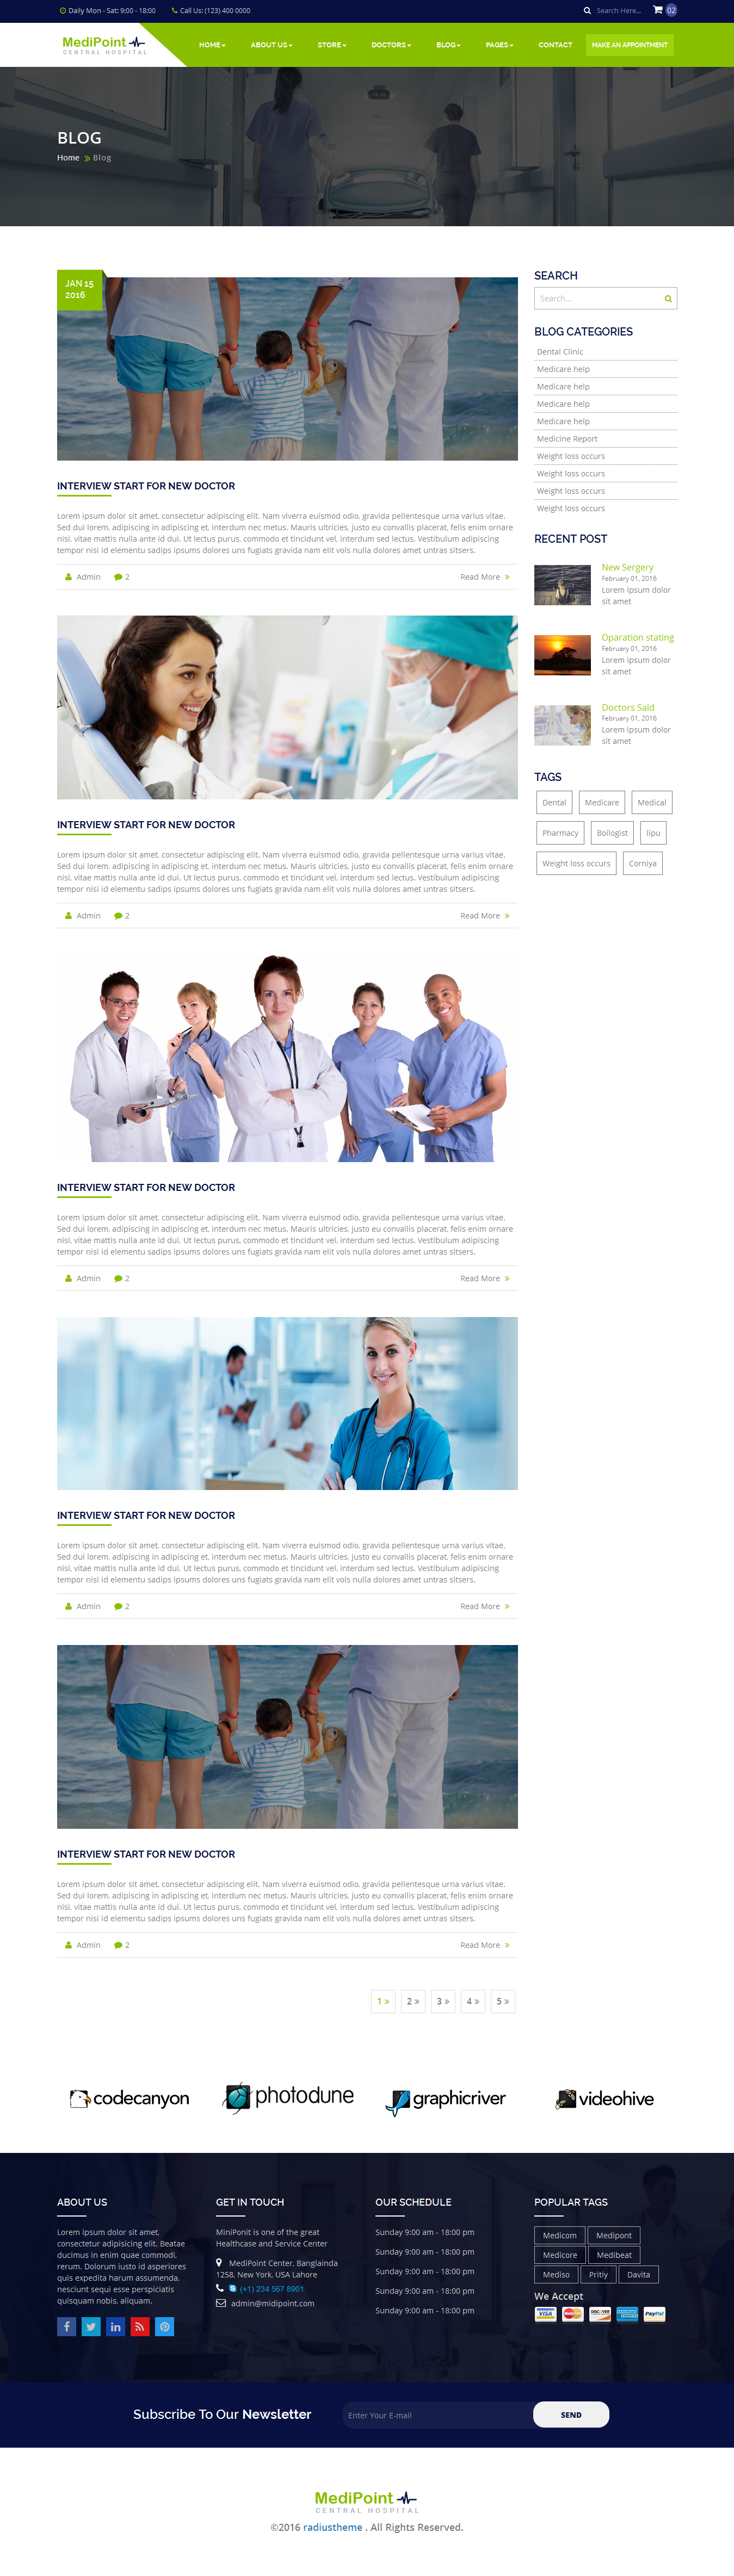 Daily Mon - Sat: 9:00 - 18:00 Call Us: (123) 400 0000 Search Here... 02
MediPoint
CENTRAL HOSPITAL
HOME ABOUT US STORE DOCTORS BLOG PAGES CONTACT MAKE AN APPOINTMENT
BLOG
Home Blog
JAN 15
2016
INTERVIEW START FOR NEW DOCTOR
Lorem ipsum dolor sit amet, consectetur adipiscing elit. Nam viverra euismod odio, gravida pellentesque urna varius vitae.
Sed dui lorem, adipiscing in adipiscing et, interdum nec metus. Mauris ultricies, justo eu convallis placerat, felis enim ornare
nisi, vitae mattis nulla ante id dui. Ut lectus purus, commodo et tincidunt vel, interdum sed lectus. Vestibulum adipiscing
tempor nisi id elementu sadips ipsums dolores uns fugiats gravida nam elit vols nulla dolores amet untras sitsers.
Admin 2 Read More
INTERVIEW START FOR NEW DOCTOR
Lorem ipsum dolor sit amet, consectetur adipiscing elit. Nam viverra euismod odio, gravida pellentesque urna varius vitae.
Sed dui lorem, adipiscing in adipiscing et, interdum nec metus. Mauris ultricies, justo eu convallis placerat, felis enim ornare
nisi, vitae mattis nulla ante id dui. Ut lectus purus, commodo et tincidunt vel, interdum sed lectus. Vestibulum adipiscing
tempor nisi id elementu sadips ipsums dolores uns fugiats gravida nam elit vols nulla dolores amet untras sitsers.
Admin 2 Read More
INTERVIEW START FOR NEW DOCTOR
Lorem ipsum dolor sit amet, consectetur adipiscing elit. Nam viverra euismod odio, gravida pellentesque urna varius vitae.
Sed dui lorem, adipiscing in adipiscing et, interdum nec metus. Mauris ultricies, justo eu convallis placerat, felis enim ornare
nisi, vitae mattis nulla ante id dui. Ut lectus purus, commodo et tincidunt vel, interdum sed lectus. Vestibulum adipiscing
tempor nisi id elementu sadips ipsums dolores uns fugiats gravida nam elit vols nulla dolores amet untras sitsers.
Admin 2 Read More
INTERVIEW START FOR NEW DOCTOR
Lorem ipsum dolor sit amet, consectetur adipiscing elit. Nam viverra euismod odio, gravida pellentesque urna varius vitae.
Sed dui lorem, adipiscing in adipiscing et, interdum nec metus. Mauris ultricies, justo eu convallis placerat, felis enim ornare
nisi, vitae mattis nulla ante id dui. Ut lectus purus, commodo et tincidunt vel, interdum sed lectus. Vestibulum adipiscing
tempor nisi id elementu sadips ipsums dolores uns fugiats gravida nam elit vols nulla dolores amet untras sitsers.
Admin 2 Read More
INTERVIEW START FOR NEW DOCTOR
Lorem ipsum dolor sit amet, consectetur adipiscing elit. Nam viverra euismod odio, gravida pellentesque urna varius vitae.
Sed dui lorem, adipiscing in adipiscing et, interdum nec metus. Mauris ultricies, justo eu convallis placerat, felis enim ornare
nisi, vitae mattis nulla ante id dui. Ut lectus purus, commodo et tincidunt vel, interdum sed lectus. Vestibulum adipiscing
tempor nisi id elementu sadips ipsums dolores uns fugiats gravida nam elit vols nulla dolores amet untras sitsers.
Admin 2 Read More
1 » 2 » 3 » 4 » 5 »
SEARCH
Search...
BLOG CATEGORIES
Dental Clinic
Medicare help
Medicare help
Medicare help
Medicare help
Medicine Report
Weight loss occurs
Weight loss occurs
Weight loss occurs
Weight loss occurs
RECENT POST
New Sergery
February 01, 2016
Lorem ipsum dolor
sit amet
Oparation stating
February 01, 2016
Lorem ipsum dolor
sit amet
Doctors Said
February 01, 2016
Lorem ipsum dolor
sit amet
TAGS
Dental Medicare Medical
Pharmacy Boilogist lipu
Weight loss occurs Corniya
codecanyon photodune graphicriver videohive
ABOUT US
Lorem ipsum dolor sit amet,
consectetur adipisicing elit. Beatae
ducimus in enim quae commodi,
rerum. Dolorum iusto id asperiores
quis expedita harum assumenda,
nesciunt sequi esse perspiciatis
quisquam nobis. aliquam.
GET IN TOUCH
MiniPonit is one of the great
Healthcare and Service Center
MediPoint Center, Banglainda
1258, New York, USA Lahore
(+1) 234 567 8901
admin@midipoint.com
OUR SCHEDULE
Sunday 9:00 am - 18:00 pm
Sunday 9:00 am - 18:00 pm
Sunday 9:00 am - 18:00 pm
Sunday 9:00 am - 18:00 pm
Sunday 9:00 am - 18:00 pm
POPULAR TAGS
Medicom Medipont
Medicore Medibeat
Mediso Pritiy Davita
We Accept
VISA MasterCard DISCOVER AMERICAN EXPRESS PayPal
Subscribe To Our Newsletter Enter Your E-mail SEND
MediPoint
CENTRAL HOSPITAL
©2016 radiustheme . All Rights Reserved.